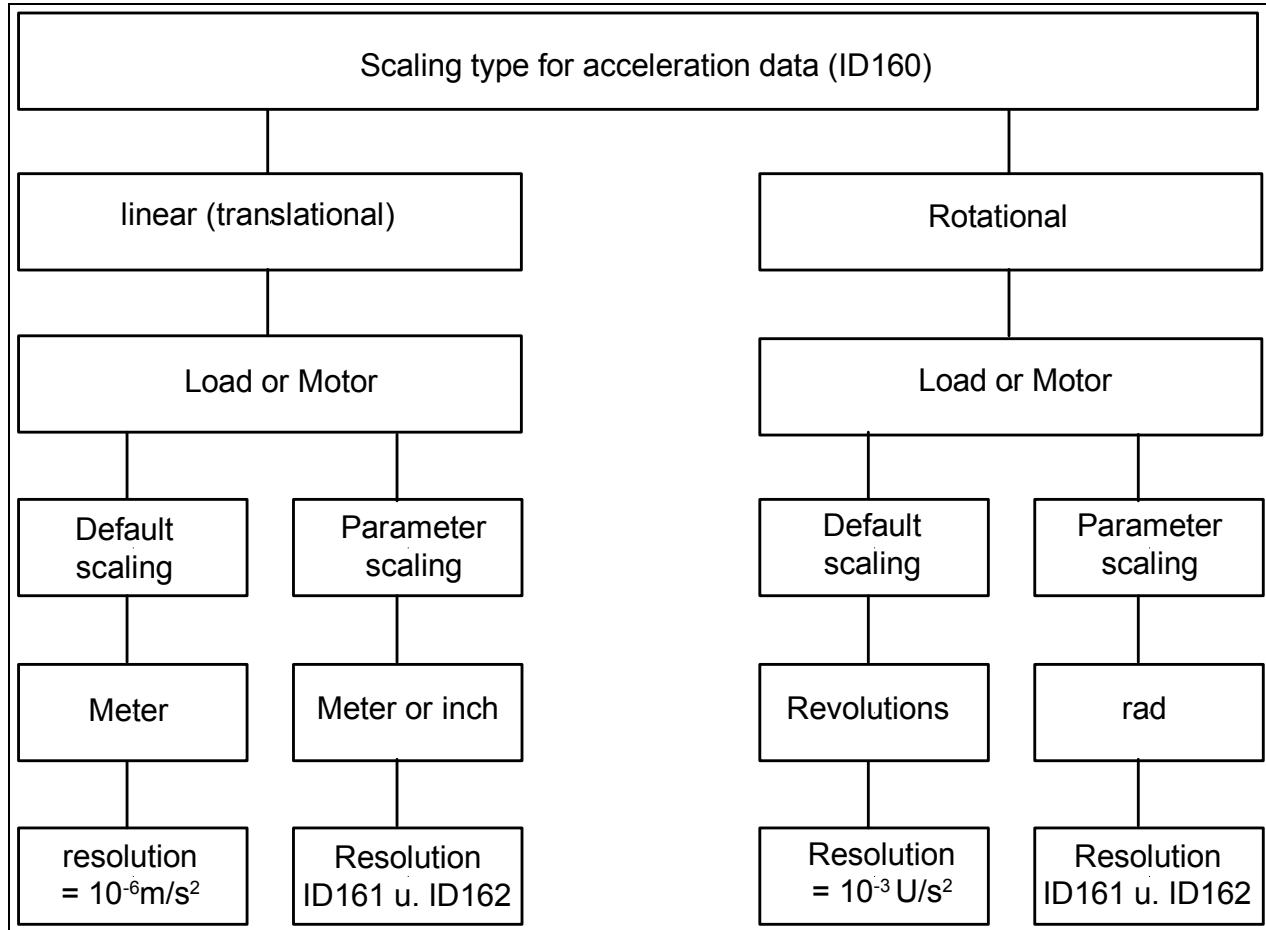 Scaling type for acceleration data (ID160)
linear (translational)
Rotational
Load or Motor
Load or Motor
Default
scaling
Parameter
scaling
Default
scaling
Parameter
scaling
Meter
Meter or inch
Revolutions
rad
resolution
= 10⁻⁶m/s²
Resolution
ID161 u. ID162
Resolution
= 10⁻³ U/s²
Resolution
ID161 u. ID162